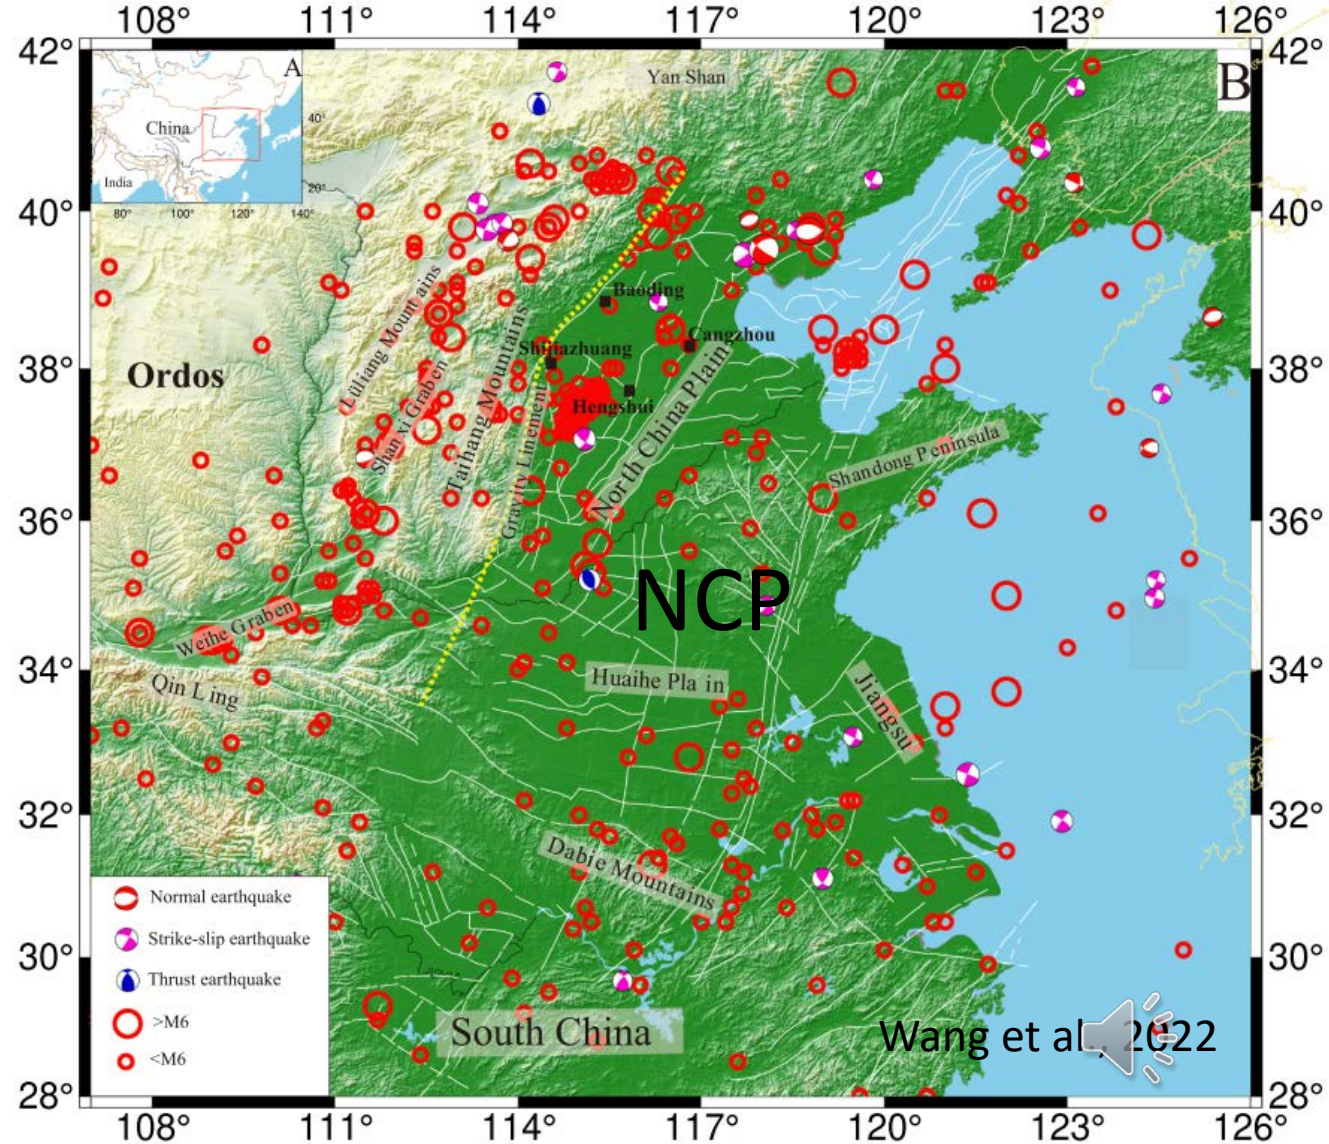 108° 111° 114° 117° 120° 123° 126°
42° 42°
A
B
Yan Shan
China
India
40°
20°
80° 100° 120° 140°
40° 40°
Baoding
Cangzhou
Shijiazhuang
Hengshui
Lüliang Mountains
Shanxi Graben
Taihang Mountains
Gravity Linement
North China Plain
38° 38°
Ordos
Shandong Peninsula
36° 36°
NCP
Weihe Graben
34° 34°
Qin Ling
Huaihe Plain
Jiangsu
32° 32°
Dabie Mountains
Normal earthquake
Strike-slip earthquake
Thrust earthquake
>M6
<M6
30° 30°
South China
Wang et al., 2022
28° 28°
108° 111° 114° 117° 120° 123° 126°